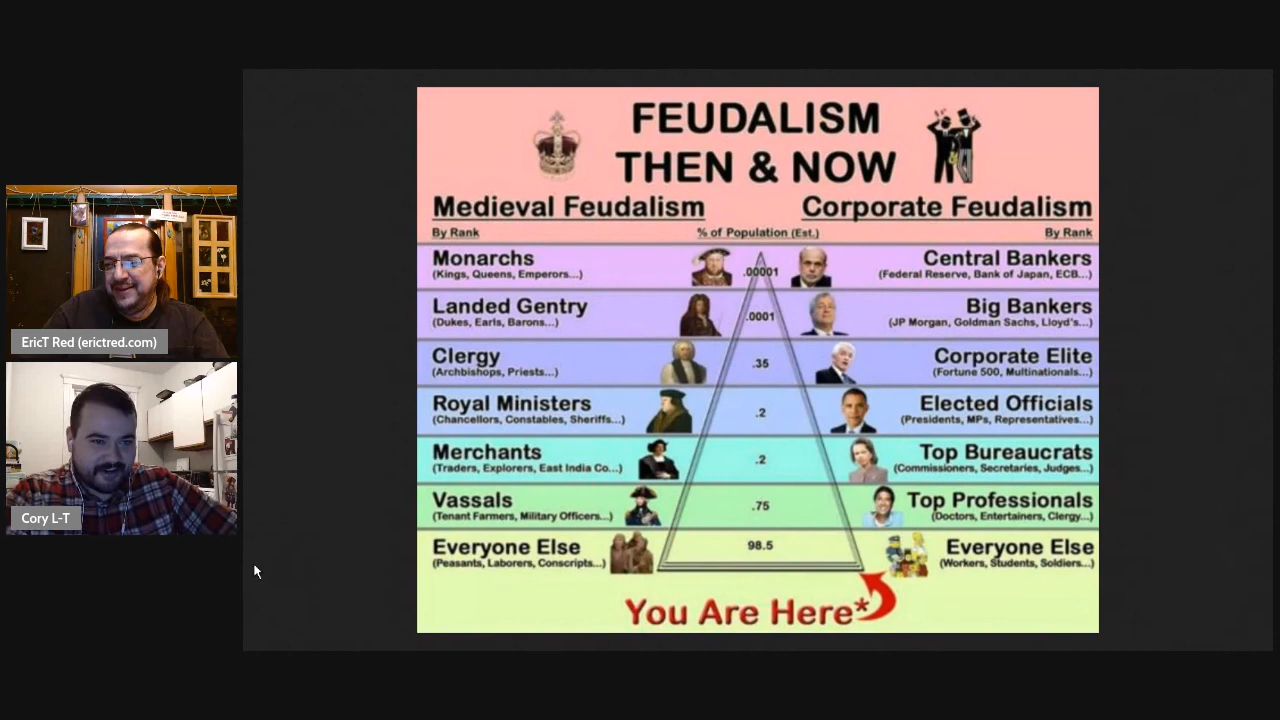 FEUDALISM
THEN & NOW
Medieval Feudalism
Corporate Feudalism
By Rank
% of Population (Est.)
By Rank
Monarchs
(Kings, Queens, Emperors...)
.00001
Central Bankers
(Federal Reserve, Bank of Japan, ECB...)
Landed Gentry
(Dukes, Earls, Barons...)
.0001
Big Bankers
(JP Morgan, Goldman Sachs, Lloyd's...)
Clergy
(Archbishops, Priests...)
.35
Corporate Elite
(Fortune 500, Multinationals...)
Royal Ministers
(Chancellors, Constables, Sheriffs...)
.2
Elected Officials
(Presidents, MPs, Representatives...)
Merchants
(Traders, Explorers, East India Co...)
.2
Top Bureaucrats
(Commissioners, Secretaries, Judges...)
Vassals
(Tenant Farmers, Military Officers...)
.75
Top Professionals
(Doctors, Entertainers, Clergy...)
Everyone Else
(Peasants, Laborers, Conscripts...)
98.5
Everyone Else
(Workers, Students, Soldiers...)
You Are Here*
EricT Red (erictred.com)
Cory L-T